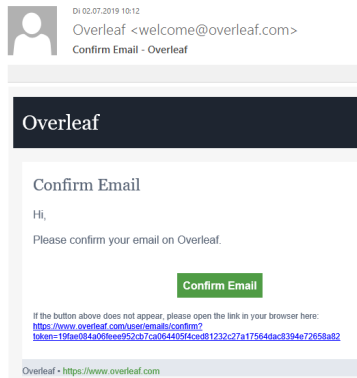 Di 02.07.2019 10:12
Overleaf <welcome@overleaf.com>
Confirm Email - Overleaf
Overleaf
Confirm Email
Hi,
Please confirm your email on Overleaf.
Confirm Email
If the button above does not appear, please open the link in your browser here:
https://www.overleaf.com/user/emails/confirm?
token=19fae084a06feee952cb7ca064405f4ced81232c27a17564dac8394e72658a82
Overleaf • https://www.overleaf.com